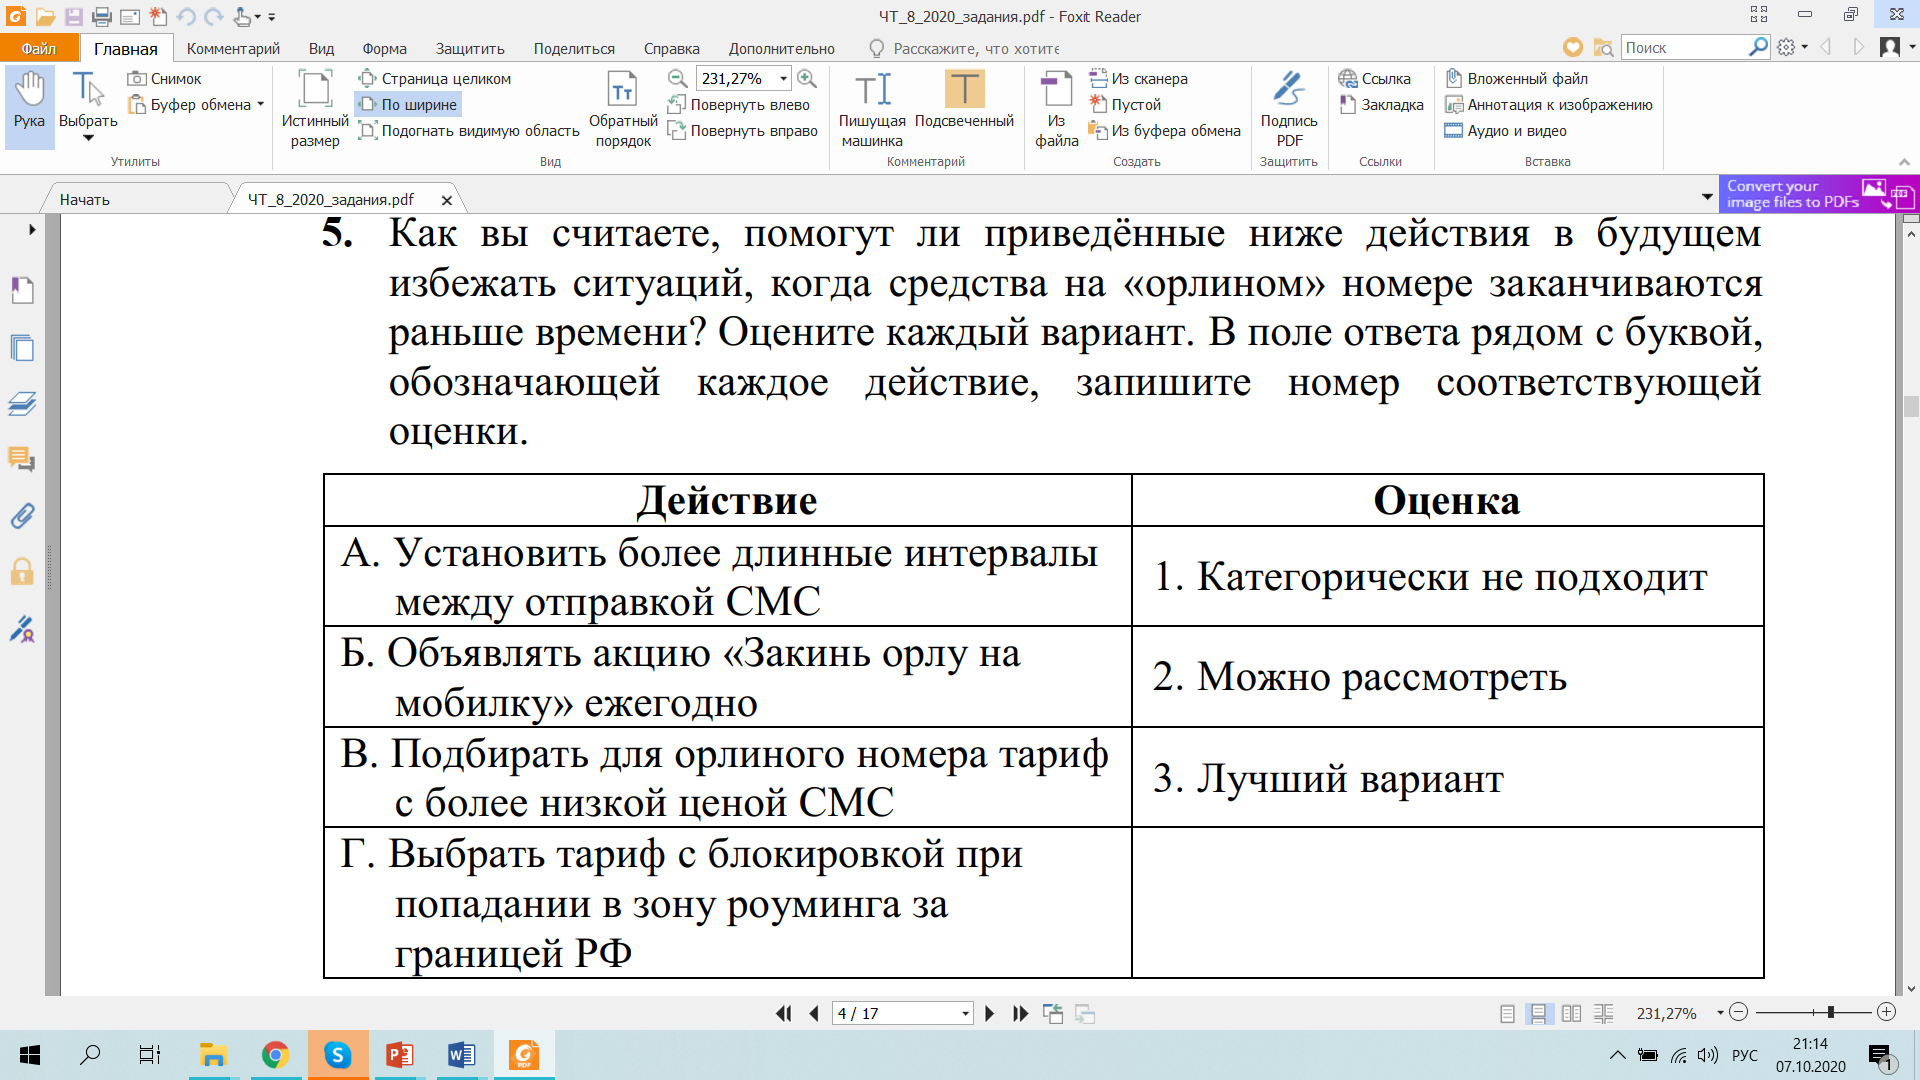 ЧТ_8_2020_задания.pdf - Foxit Reader
Файл
Главная
Комментарий
Вид
Форма
Защитить
Поделиться
Справка
Дополнительно
Расскажите, что хотите
Поиск
Рука
Выбрать
Снимок
Буфер обмена
Утилиты
Истинный
размер
Страница целиком
По ширине
Подогнать видимую область
Обратный
порядок
231,27%
Повернуть влево
Повернуть вправо
Вид
Пишущая
машинка
Подсвеченный
Комментарий
Из
файла
Из сканера
Пустой
Из буфера обмена
Создать
Подпись
PDF
Защитить
Ссылка
Закладка
Ссылки
Вложенный файл
Аннотация к изображению
Аудио и видео
Вставка
Начать
ЧТ_8_2020_задания.pdf
Convert your
image files to PDFs
5. Как вы считаете, помогут ли приведённые ниже действия в будущем
избежать ситуаций, когда средства на «орлином» номере заканчиваются
раньше времени? Оцените каждый вариант. В поле ответа рядом с буквой,
обозначающей каждое действие, запишите номер соответствующей
оценки.
Действие
Оценка
А. Установить более длинные интервалы
между отправкой СМС
1. Категорически не подходит
Б. Объявлять акцию «Закинь орлу на
мобилку» ежегодно
2. Можно рассмотреть
В. Подбирать для орлиного номера тариф
с более низкой ценой СМС
3. Лучший вариант
Г. Выбрать тариф с блокировкой при
попадании в зону роуминга за
границей РФ
4 / 17
231,27%
РУС
21:14
07.10.2020
1